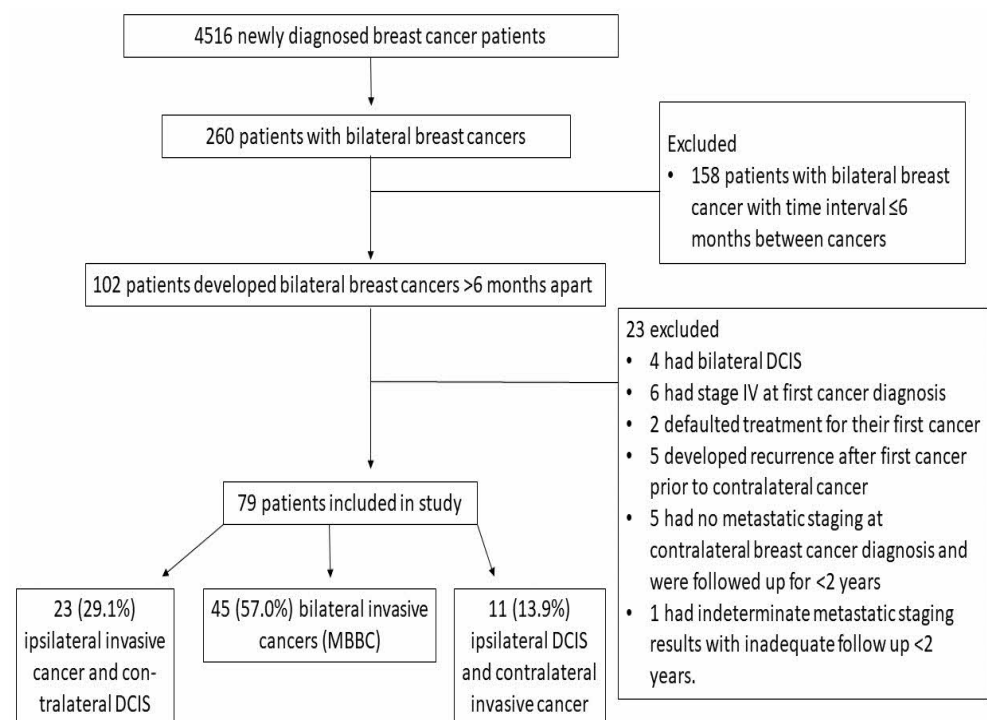 4516 newly diagnosed breast cancer patients
260 patients with bilateral breast cancers
Excluded
• 158 patients with bilateral breast
cancer with time interval ≤6
months between cancers
102 patients developed bilateral breast cancers >6 months apart
23 excluded
• 4 had bilateral DCIS
• 6 had stage IV at first cancer diagnosis
• 2 defaulted treatment for their first cancer
• 5 developed recurrence after first cancer
prior to contralateral cancer
• 5 had no metastatic staging at
contralateral breast cancer diagnosis and
were followed up for <2 years
• 1 had indeterminate metastatic staging
results with inadequate follow up <2
years.
79 patients included in study
23 (29.1%)
ipsilateral invasive
cancer and con-
tralateral DCIS
45 (57.0%) bilateral invasive
cancers (MBBC)
11 (13.9%)
ipsilateral DCIS
and contralateral
invasive cancer